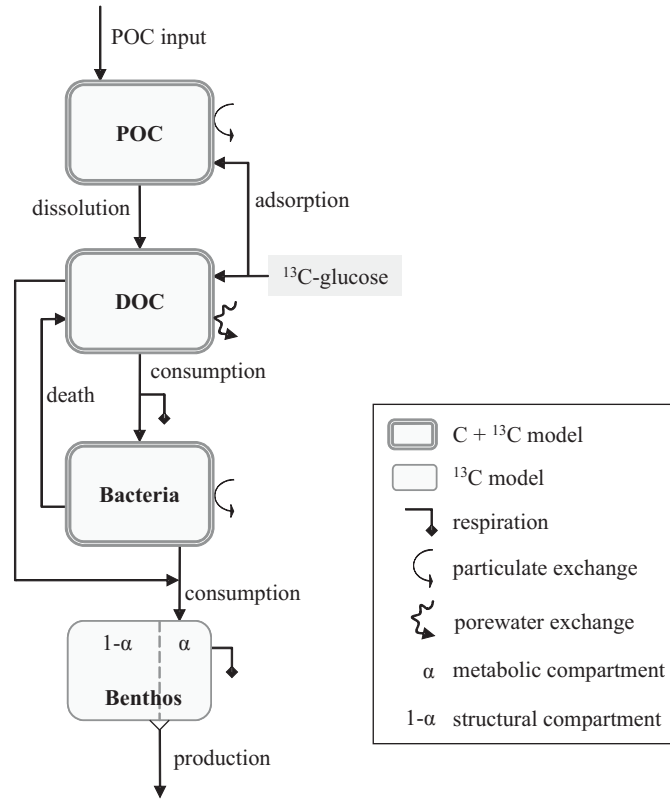 POC input
POC
dissolution
adsorption
¹³C-glucose
DOC
consumption
death
Bacteria
consumption
1-α
α
Benthos
production
C + ¹³C model
¹³C model
respiration
particulate exchange
porewater exchange
α metabolic compartment
1-α structural compartment